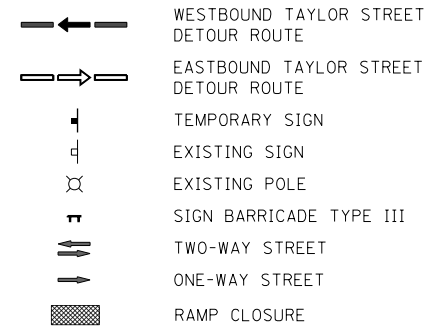 WESTBOUND TAYLOR STREET
DETOUR ROUTE
EASTBOUND TAYLOR STREET
DETOUR ROUTE
TEMPORARY SIGN
EXISTING SIGN
EXISTING POLE
SIGN BARRICADE TYPE III
TWO-WAY STREET
ONE-WAY STREET
RAMP CLOSURE